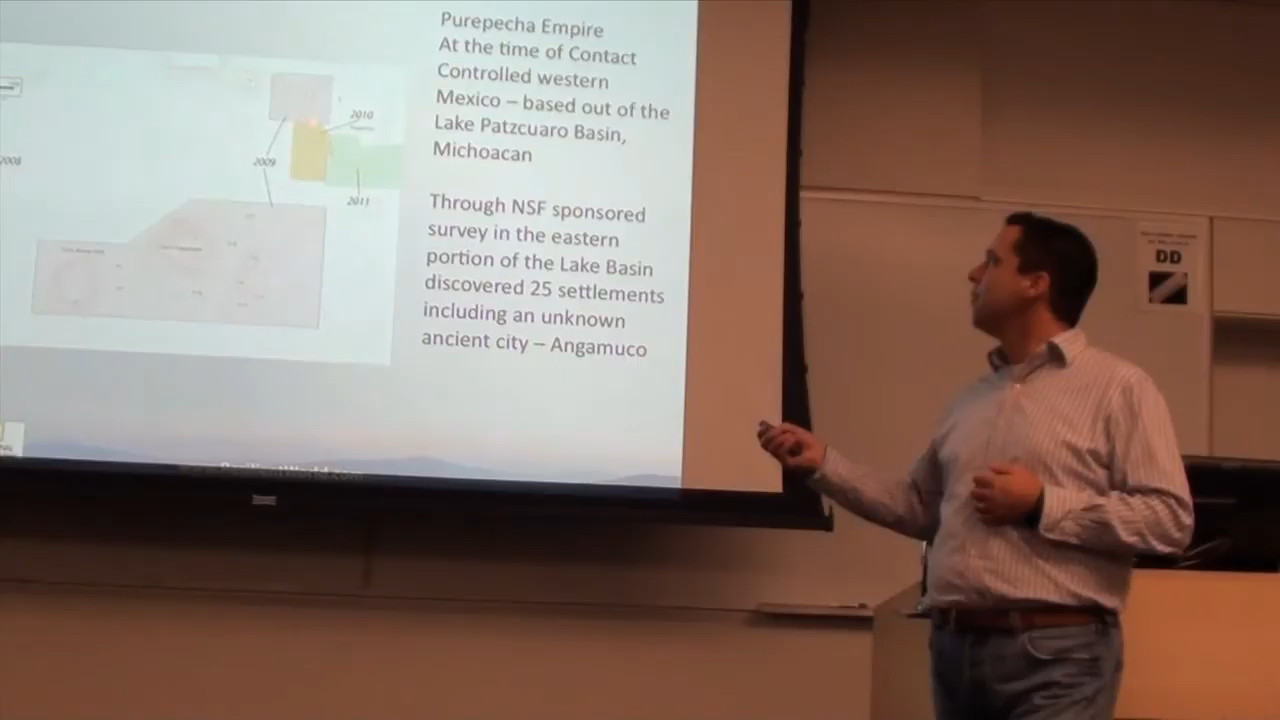 Purepecha Empire
At the time of Contact
Controlled western
Mexico – based out of the
Lake Patzcuaro Basin,
Michoacan
Through NSF sponsored
survey in the eastern
portion of the Lake Basin
discovered 25 settlements
including an unknown
ancient city – Angamuco
2010
2009
2008
2011
DD